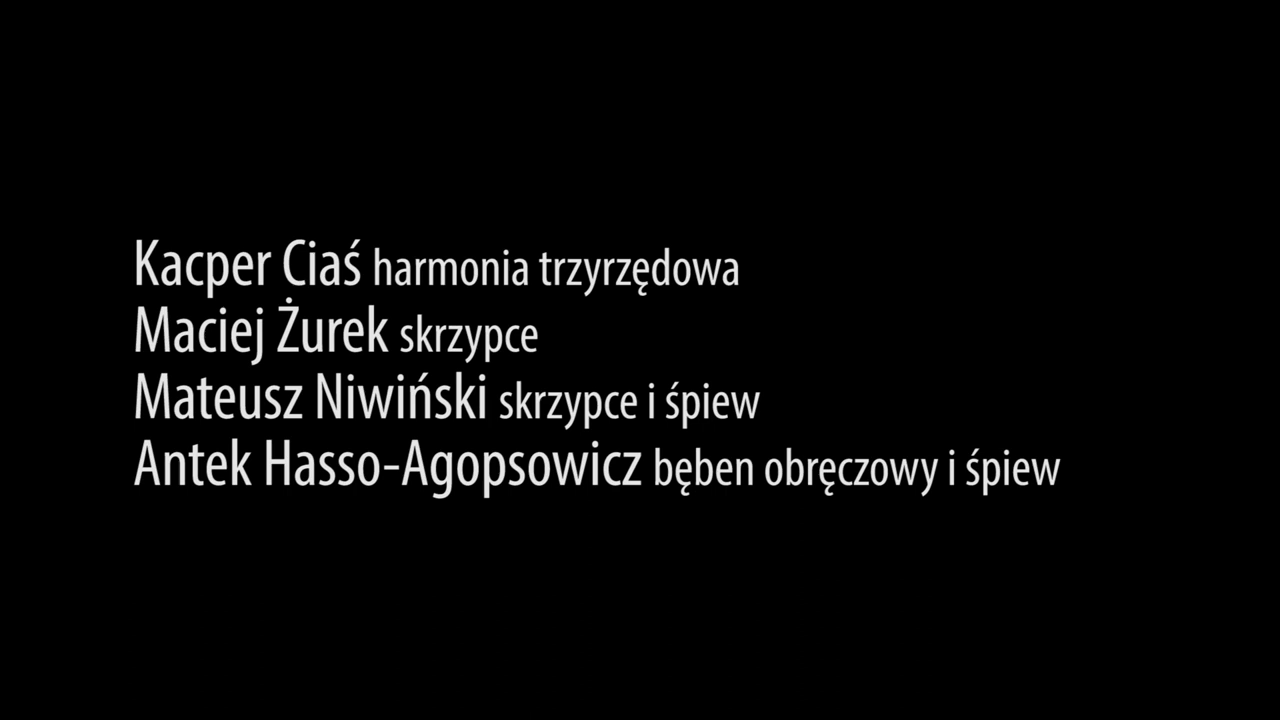 Kacper Ciaś harmonia trzyrzędowa
Maciej Żurek skrzypce
Mateusz Niwiński skrzypce i śpiew
Antek Hasso-Agopsowicz bęben obręczowy i śpiew